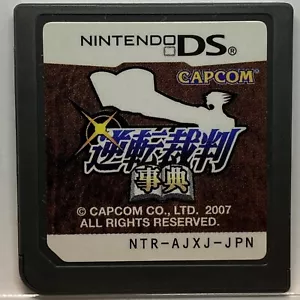 NINTENDO DS®
CAPCOM®
逆転裁判
事典
© CAPCOM CO., LTD. 2007
ALL RIGHTS RESERVED.
NTR-AJXJ-JPN